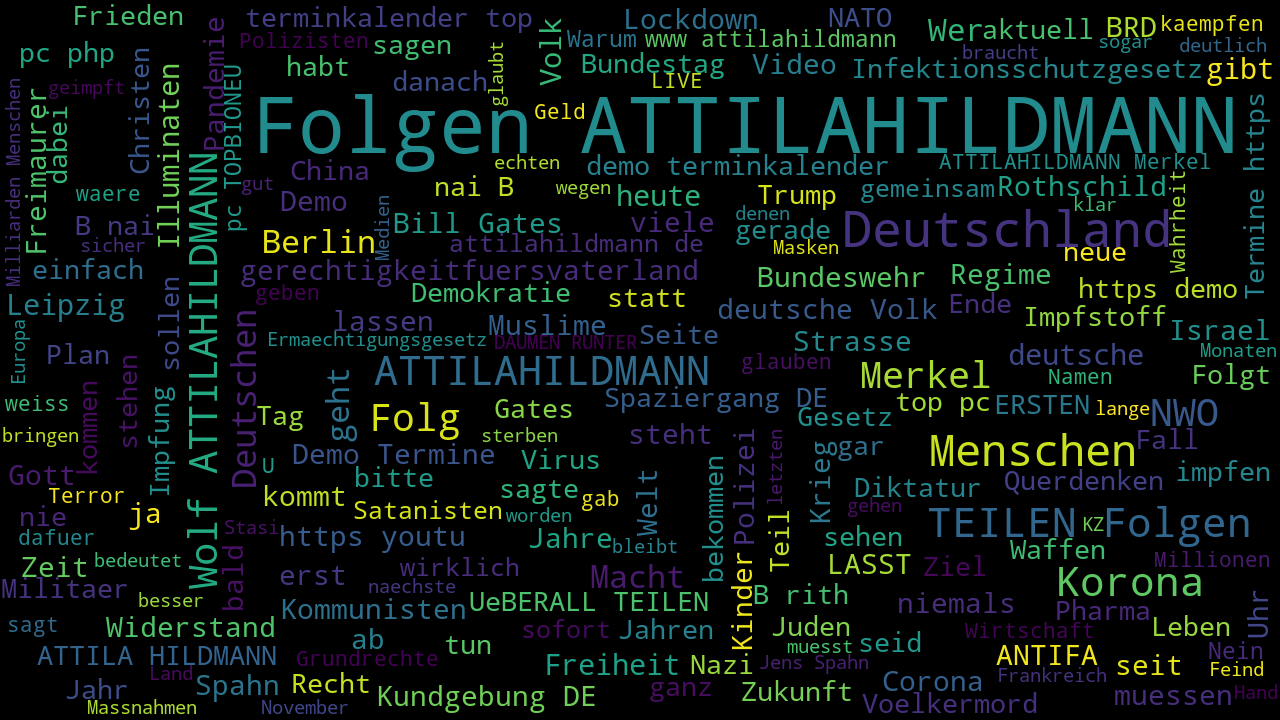 Frieden
terminkalender top
Lockdown
NATO
Wer
aktuell
BRD
kaempfen
pc php
Polizisten
sagen
Warum
www attilahildmann
braucht
sogar
deutlich
Christen
Pandemie
habt
glaubt
Volk
Bundestag
Video
Infektionsschutzgesetz
gibt
geimpft
danach
LIVE
Milliarden Menschen
Freimaurer
dabei
Illuminaten
pc TOPBIONEU
Folgen ATTILAHILDMANN
Geld
Termine https
China
echten
demo terminkalender
ATTILAHILDMANN Merkel
waere
gut
Demo
nai B
wegen
heute
Trump
gemeinsam
Rothschild
klar
Wahrheit
B nai
sicher
Medien
Bill Gates
viele
denen
gerade
Deutschland
Berlin
attilahildmann de
Masken
neue
einfach
gerechtigkeitfuersvaterland
Bundeswehr
Regime
https demo
geben
Demokratie
statt
deutsche Volk
Ende
Impfstoff
Leipzig
sollen
Wolf ATTILAHILDMANN
Deutschen
lassen
Muslime
Seite
Strasse
Israel
Europa
Plan
Ermaechtigungsgesetz
DAUMEN RUNTER
glauben
deutsche
Monaten
ATTILAHILDMANN
Merkel
Namen
Folgt
weiss
kommen
stehen
Impfung
geht
Spaziergang DE
top pc
ERSTEN
lange
NWO
Tag
Folg
Gates
Gesetz
bringen
sterben
steht
Menschen
Fall
Gott
U
Demo Termine
Virus
Polizei
letzten
Krieg
gar
impfen
Terror
bitte
Welt
bekommen
Diktatur
Querdenken
nie
ja
kommt
Satanisten
sagte
gab
gehen
Teil
TEILEN
KZ
Folgen
dafuer
Stasi
worden
https youtu
Jahre
bleibt
sehen
Waffen
Millionen
Zeit
bedeutet
bald
erst
wirklich
Macht
LASST
Ziel
Korona
Militaer
besser
naechste
Kinder
B rith
niemals
Pharma
Uhr
Kommunisten
UeBERALL TEILEN
sagt
Widerstand
ab
tun
sofort
Jahren
Juden
muesst
seid
Wirtschaft
Leben
ATTILA HILDMANN
Grundrechte
Freiheit
Nazi
Jens Spahn
ANTIFA
seit
Nein
Feind
Land
Jahr
Spahn
Recht
ganz
Zukunft
Corona
Frankreich
Massnahmen
November
Kundgebung DE
Voelkermord
muessen
Hand